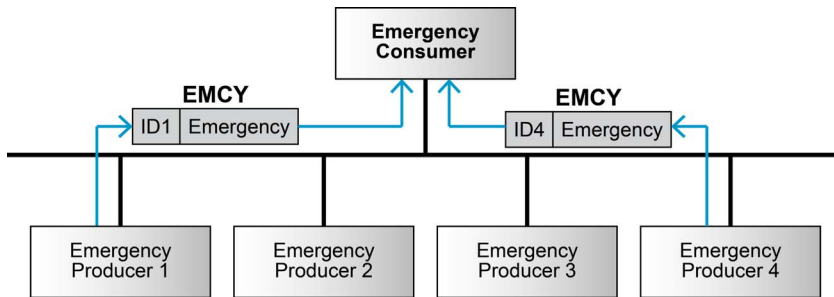 Emergency
Consumer
EMCY
ID1 Emergency
EMCY
ID4 Emergency
Emergency
Producer 1
Emergency
Producer 2
Emergency
Producer 3
Emergency
Producer 4